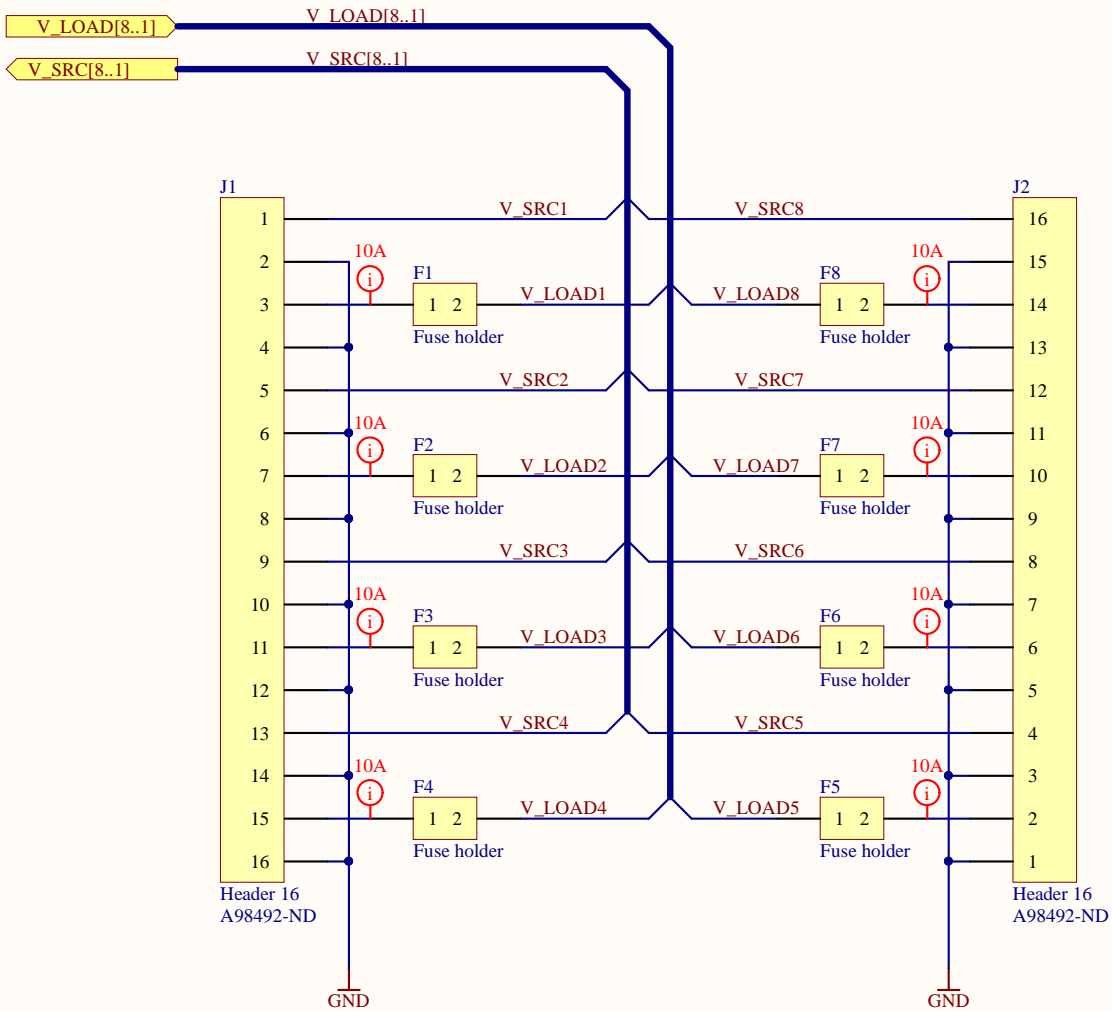 V_LOAD[8..1]
V_LOAD[8..1]
V_SRC[8..1]
V_SRC[8..1]
J1
J2
1
V_SRC1
V_SRC8
16
2
10A
i
F1
F8
10A
i
15
3
1 2
V_LOAD1
V_LOAD8
1 2
14
Fuse holder
Fuse holder
4
13
5
V_SRC2
V_SRC7
12
6
10A
i
F2
F7
10A
i
11
7
1 2
V_LOAD2
V_LOAD7
1 2
10
Fuse holder
Fuse holder
8
9
9
V_SRC3
V_SRC6
8
10
10A
i
F3
F6
10A
i
7
11
1 2
V_LOAD3
V_LOAD6
1 2
6
Fuse holder
Fuse holder
12
5
13
V_SRC4
V_SRC5
4
14
10A
i
F4
F5
10A
i
3
15
1 2
V_LOAD4
V_LOAD5
1 2
2
Fuse holder
Fuse holder
16
1
Header 16
A98492-ND
Header 16
A98492-ND
GND
GND